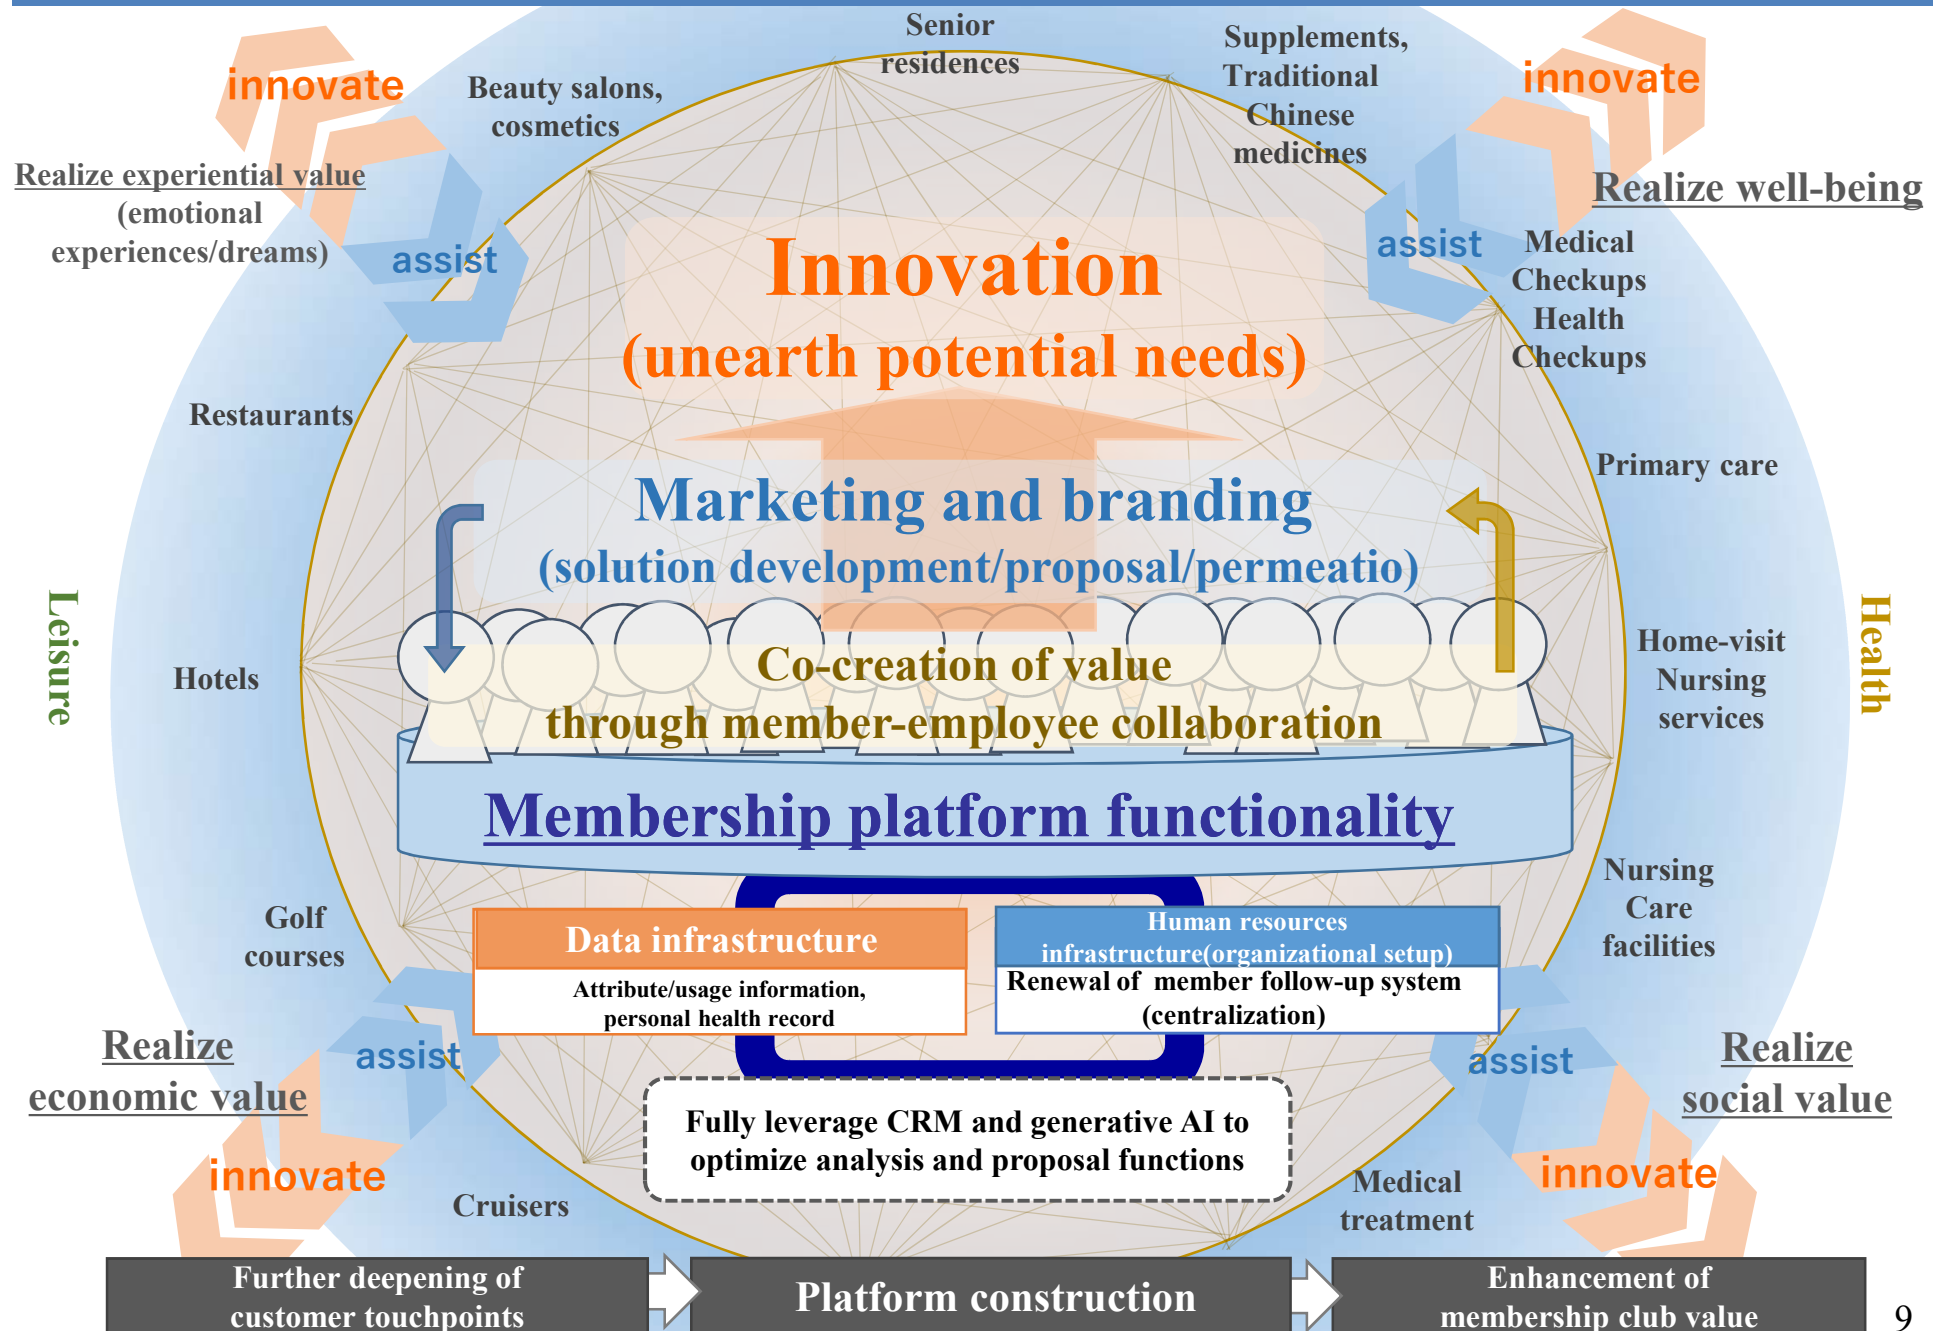 Senior
residences
Supplements,
Traditional
Chinese
medicines
innovate
innovate
Beauty salons,
cosmetics
Realize experiential value
(emotional
experiences/dreams)
assist
assist
Realize well-being
Medical
Checkups
Health
Checkups
Innovation
(unearth potential needs)
Restaurants
Primary care
Marketing and branding
(solution development/proposal/permeatio)
Leisure
Health
Hotels
Home-visit
Nursing
services
Co-creation of value
through member-employee collaboration
Membership platform functionality
Golf
courses
Nursing
Care
facilities
Data infrastructure
Attribute/usage information,
personal health record
Human resources
infrastructure(organizational setup)
Renewal of member follow-up system
(centralization)
Realize
economic value
assist
assist
Realize
social value
Fully leverage CRM and generative AI to
optimize analysis and proposal functions
innovate
innovate
Cruisers
Medical
treatment
Further deepening of
customer touchpoints
Platform construction
Enhancement of
membership club value
9